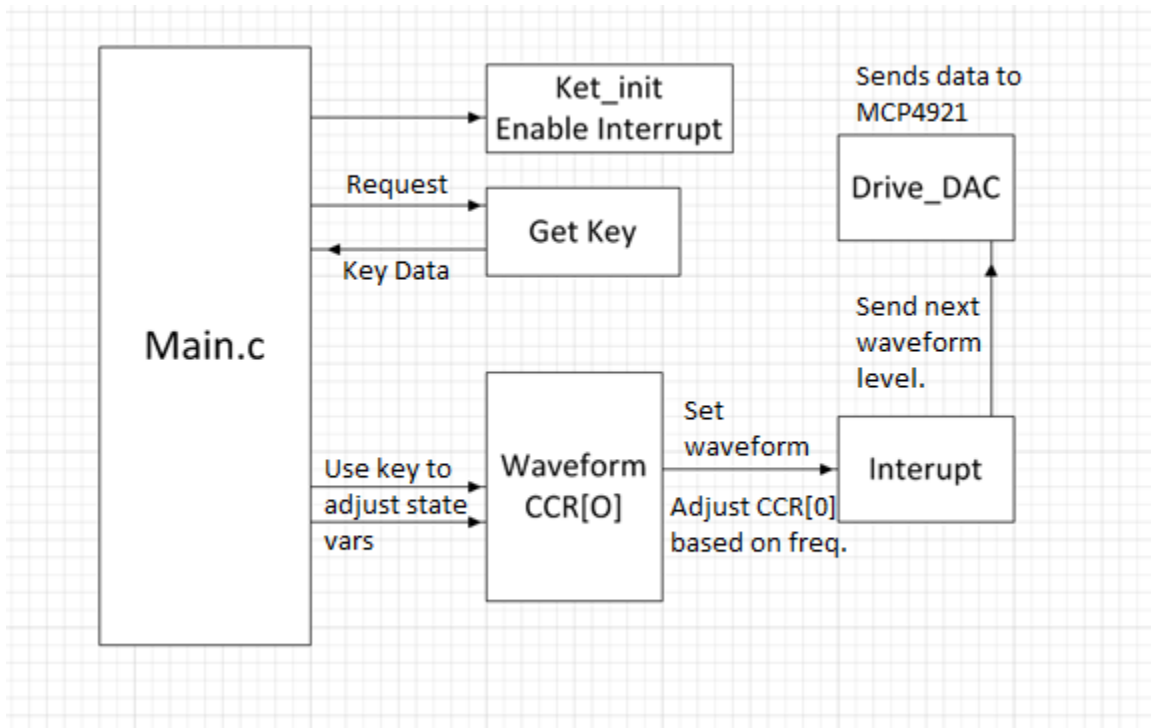 Main.c
Ket_init
Enable Interrupt
Request
Get Key
Key Data
Use key to
adjust state
vars
Waveform
CCR[O]
Set
waveform
Adjust CCR[0]
based on freq.
Interupt
Send next
waveform
level.
Drive_DAC
Sends data to
MCP4921